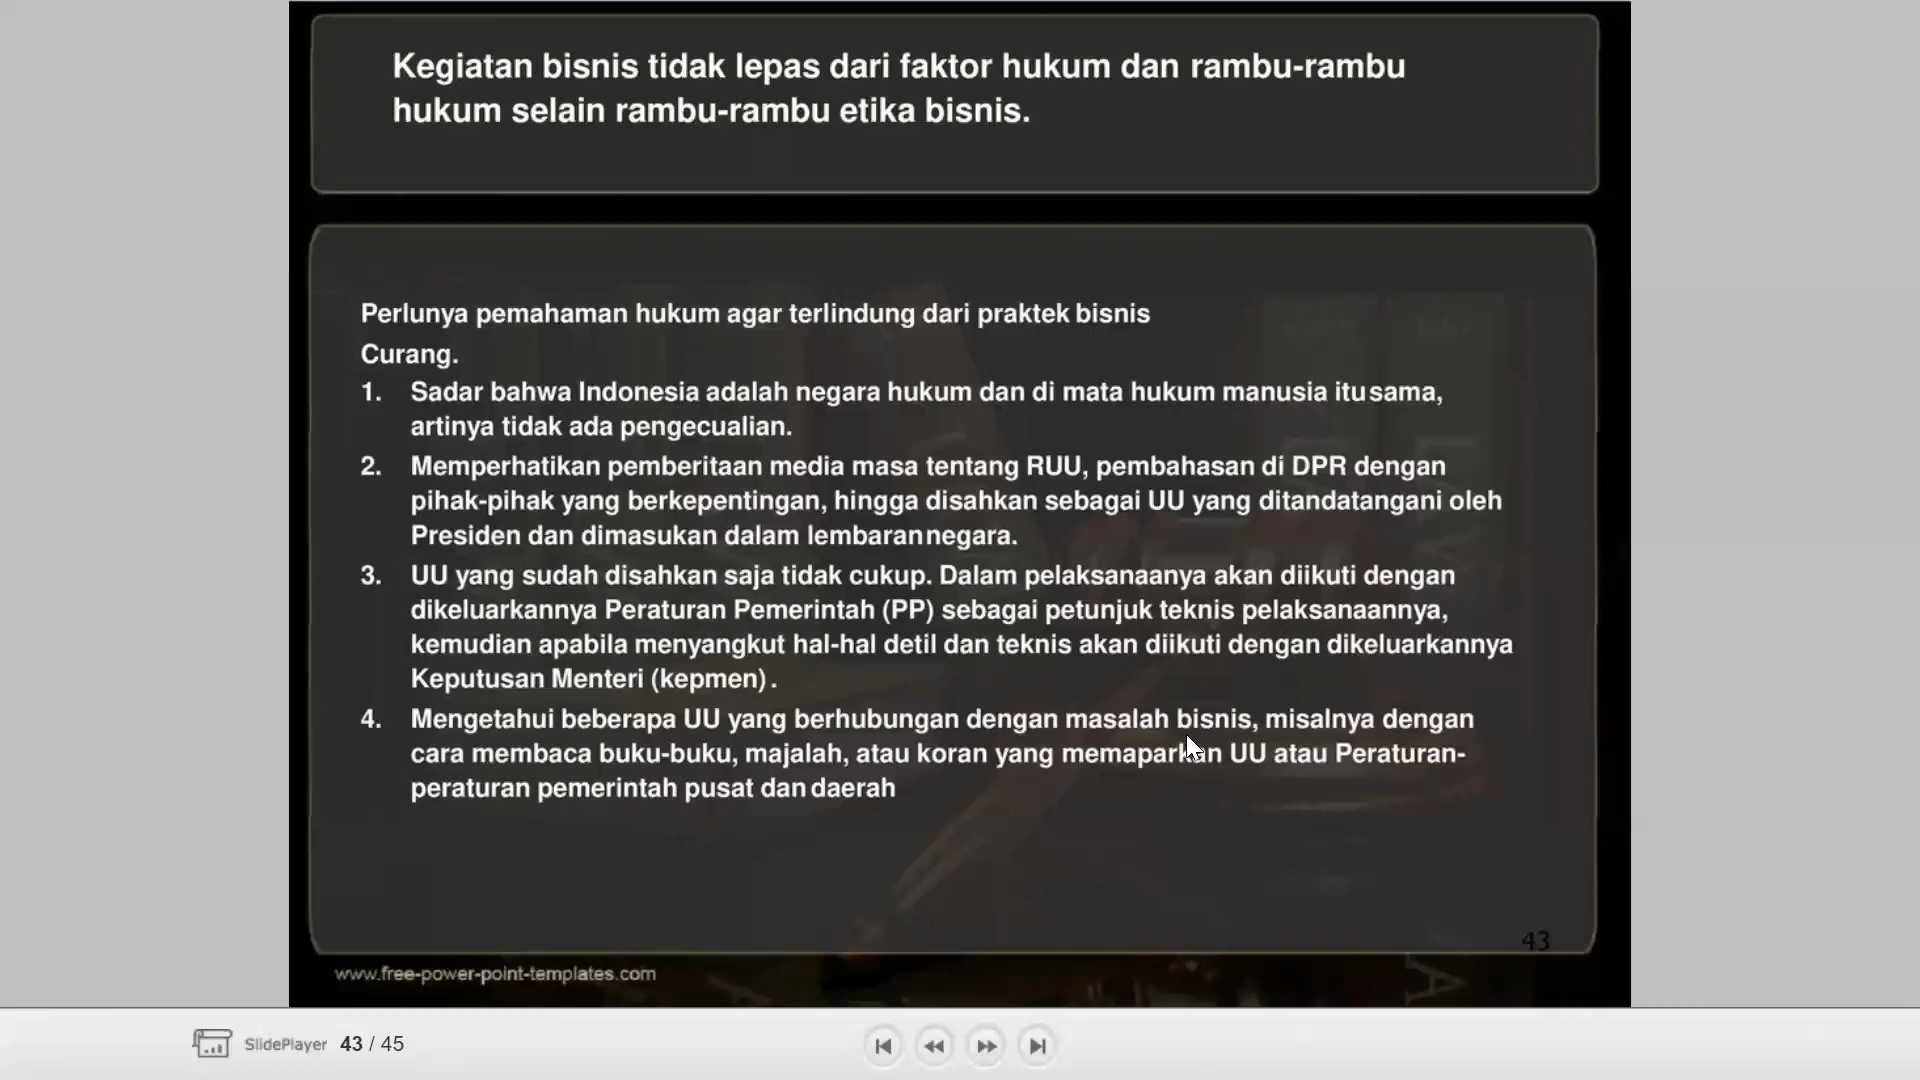 Kegiatan bisnis tidak lepas dari faktor hukum dan rambu-rambu
hukum selain rambu-rambu etika bisnis.
Perlunya pemahaman hukum agar terlindung dari praktek bisnis
Curang.
1. Sadar bahwa Indonesia adalah negara hukum dan di mata hukum manusia itu sama,
artinya tidak ada pengecualian.
2. Memperhatikan pemberitaan media masa tentang RUU, pembahasan di DPR dengan
pihak-pihak yang berkepentingan, hingga disahkan sebagai UU yang ditandatangani oleh
Presiden dan dimasukan dalam lembaran negara.
3. UU yang sudah disahkan saja tidak cukup. Dalam pelaksanaanya akan diikuti dengan
dikeluarkannya Peraturan Pemerintah (PP) sebagai petunjuk teknis pelaksanaannya,
kemudian apabila menyangkut hal-hal detil dan teknis akan diikuti dengan dikeluarkannya
Keputusan Menteri (kepmen) .
4. Mengetahui beberapa UU yang berhubungan dengan masalah bisnis, misalnya dengan
cara membaca buku-buku, majalah, atau koran yang memaparkan UU atau Peraturan-
peraturan pemerintah pusat dan daerah
43
www.free-power-point-templates.com
SlidePlayer 43 / 45